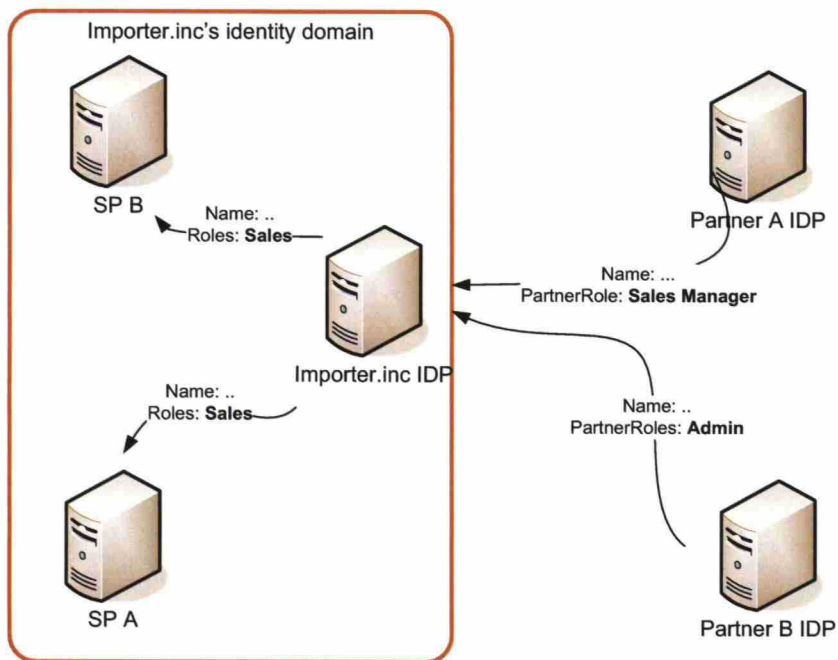 Importer.inc's identity domain
SP B
Name: ..
Roles: Sales
Partner A IDP
Name: ...
PartnerRole: Sales Manager
Importer.inc IDP
Name: ..
Roles: Sales
Name: ..
PartnerRoles: Admin
SP A
Partner B IDP